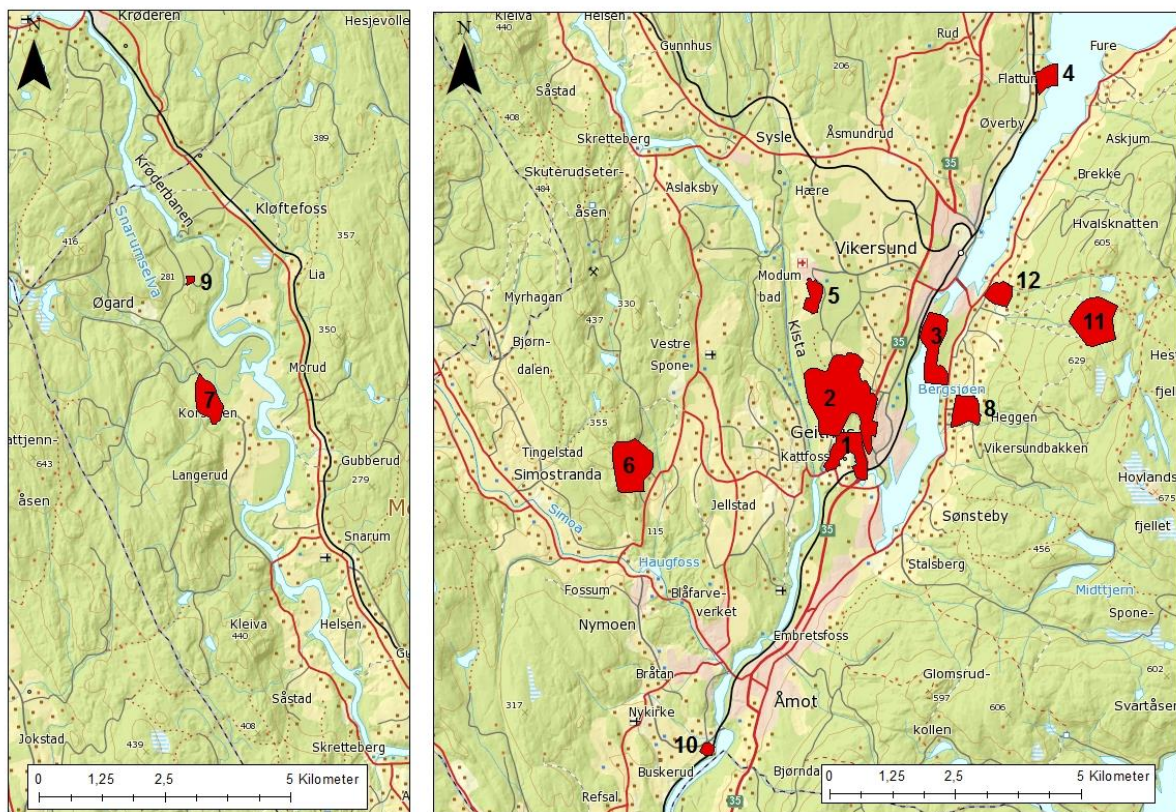 Krøderen
Hesjevolle
N
389
Krøderbanen
Kløftefoss
416
Snarumselva
357
281
9
Lia
Øgard
350
Morud
7
643
Langerud
Gubberud
åsen
279
Snarum
Kleiva
440
Helsen
Såstad
408
Jokstad
439
Skretteberg
0 1,25 2,5 5 Kilometer
Kleiva
440
Helsen
N
Gunnhus
Rud
Fure
206
Flattum
4
Såstad
408
Øverby
Skretteberg
Sysle
Åsmundrud
Askjum
35
Skuterudseter-
484
åsen
Aslaksby
Hære
Brekke
Hvalsknatten
605
Vikersund
Modum
bad
5
12
Myrhagan
330
437
Kista
11
Bjørn-
dalen
Vestre
Spone
35
3
629
Bergsjøen
2
8
Heggen
355
Vikersundbakken
1
Kattfoss
Tingelstad
6
Simostranda
Hovlands
675
Jellstad
Simoa
115
35
Sønsteby
456
fjellet
Haugfoss
Stalsberg
Fossum
Blåfarve-
verket
Midttjern
Nymoen
Spone-
Embretsfoss
Bråtan
Glomsrud-
597
602
Åmot
317
606
Svartåsen
Nykirke
kollen
10
Buskerud
Bjørnda
Refsal
35
0 1,25 2,5 5 Kilometer